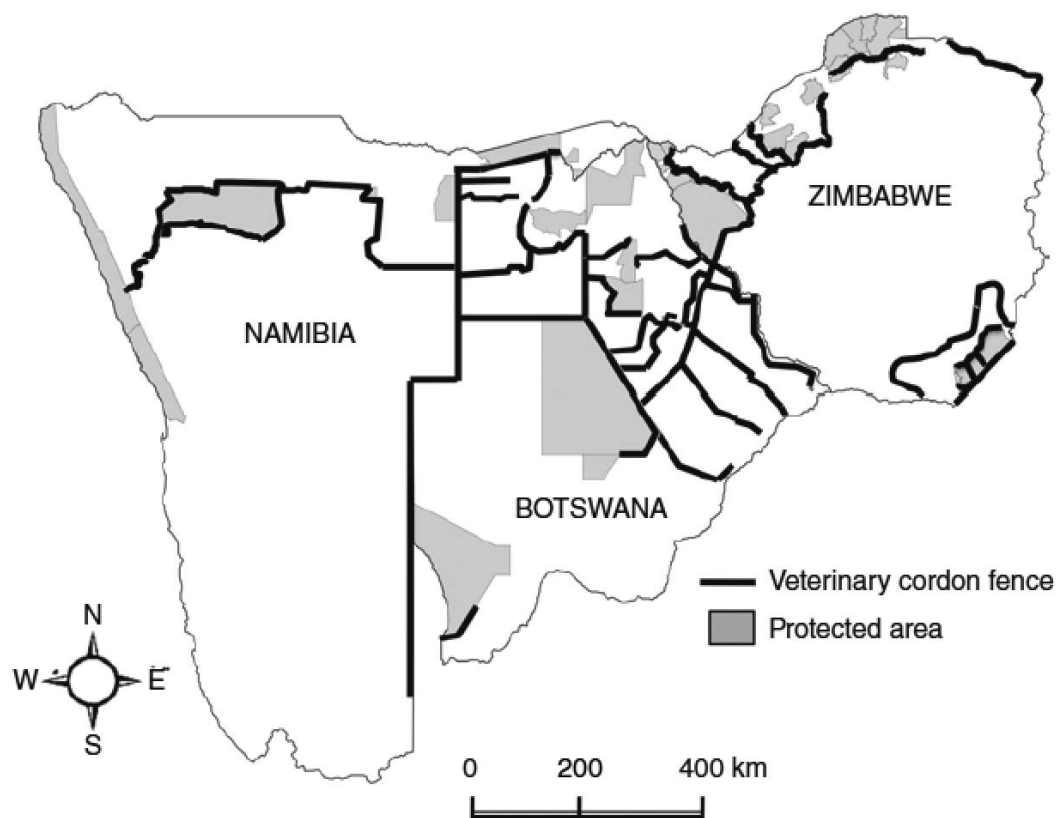 ZIMBABWE
NAMIBIA
BOTSWANA
Veterinary cordon fence
Protected area
N
W E
S
0 200 400 km